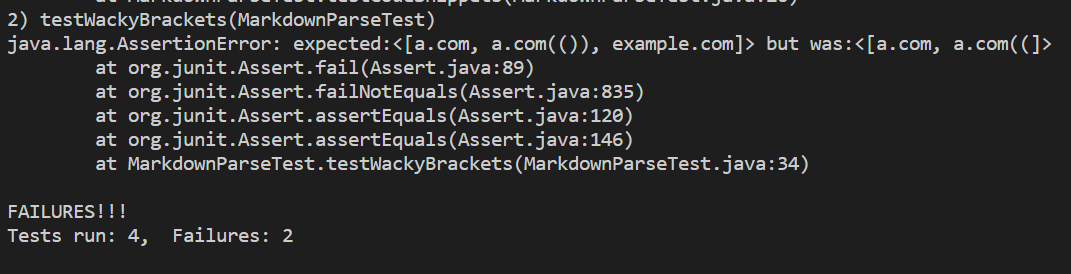 2) testWackyBrackets(MarkdownParseTest)
java.lang.AssertionError: expected:<[a.com, a.com(()), example.com]> but was:<[a.com, a.com((]>
        at org.junit.Assert.fail(Assert.java:89)
        at org.junit.Assert.failNotEquals(Assert.java:835)
        at org.junit.Assert.assertEquals(Assert.java:120)
        at org.junit.Assert.assertEquals(Assert.java:146)
        at MarkdownParseTest.testWackyBrackets(MarkdownParseTest.java:34)

FAILURES!!!
Tests run: 4,  Failures: 2